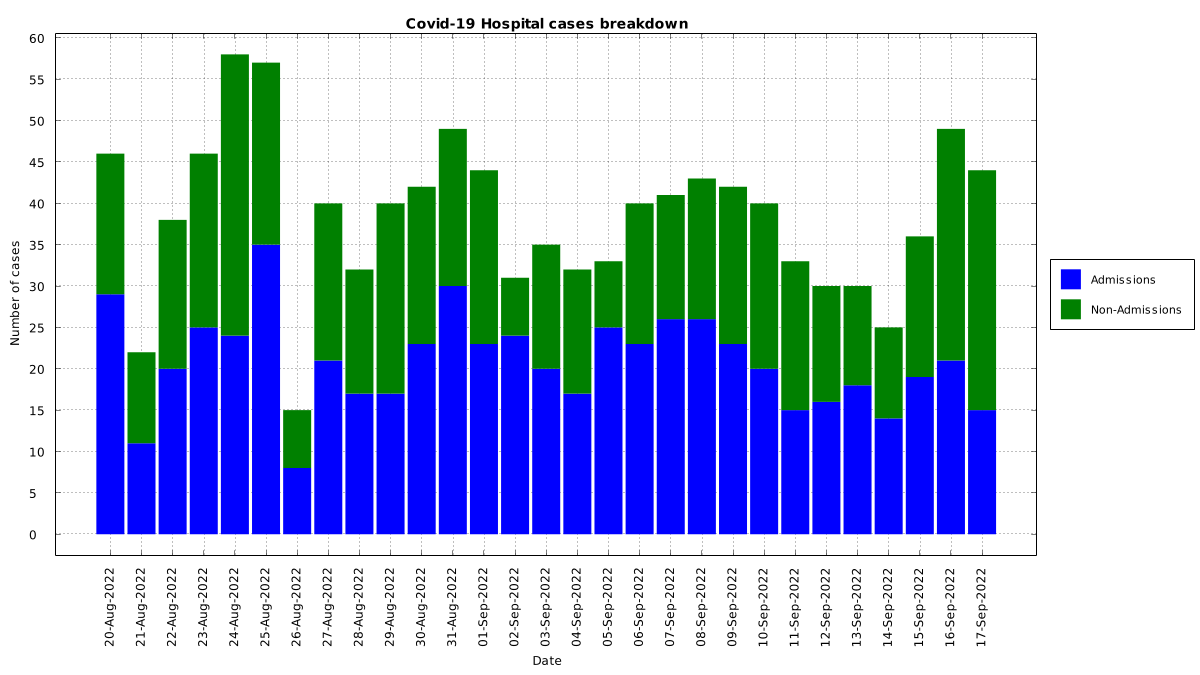 Covid-19 Hospital cases breakdown
60
55
50
45
40
35
30
25
20
15
10
5
0
Number of cases
20-Aug-2022
21-Aug-2022
22-Aug-2022
23-Aug-2022
24-Aug-2022
25-Aug-2022
26-Aug-2022
27-Aug-2022
28-Aug-2022
29-Aug-2022
30-Aug-2022
31-Aug-2022
01-Sep-2022
02-Sep-2022
03-Sep-2022
04-Sep-2022
05-Sep-2022
06-Sep-2022
07-Sep-2022
08-Sep-2022
09-Sep-2022
10-Sep-2022
11-Sep-2022
12-Sep-2022
13-Sep-2022
14-Sep-2022
15-Sep-2022
16-Sep-2022
17-Sep-2022
Date
Admissions
Non-Admissions